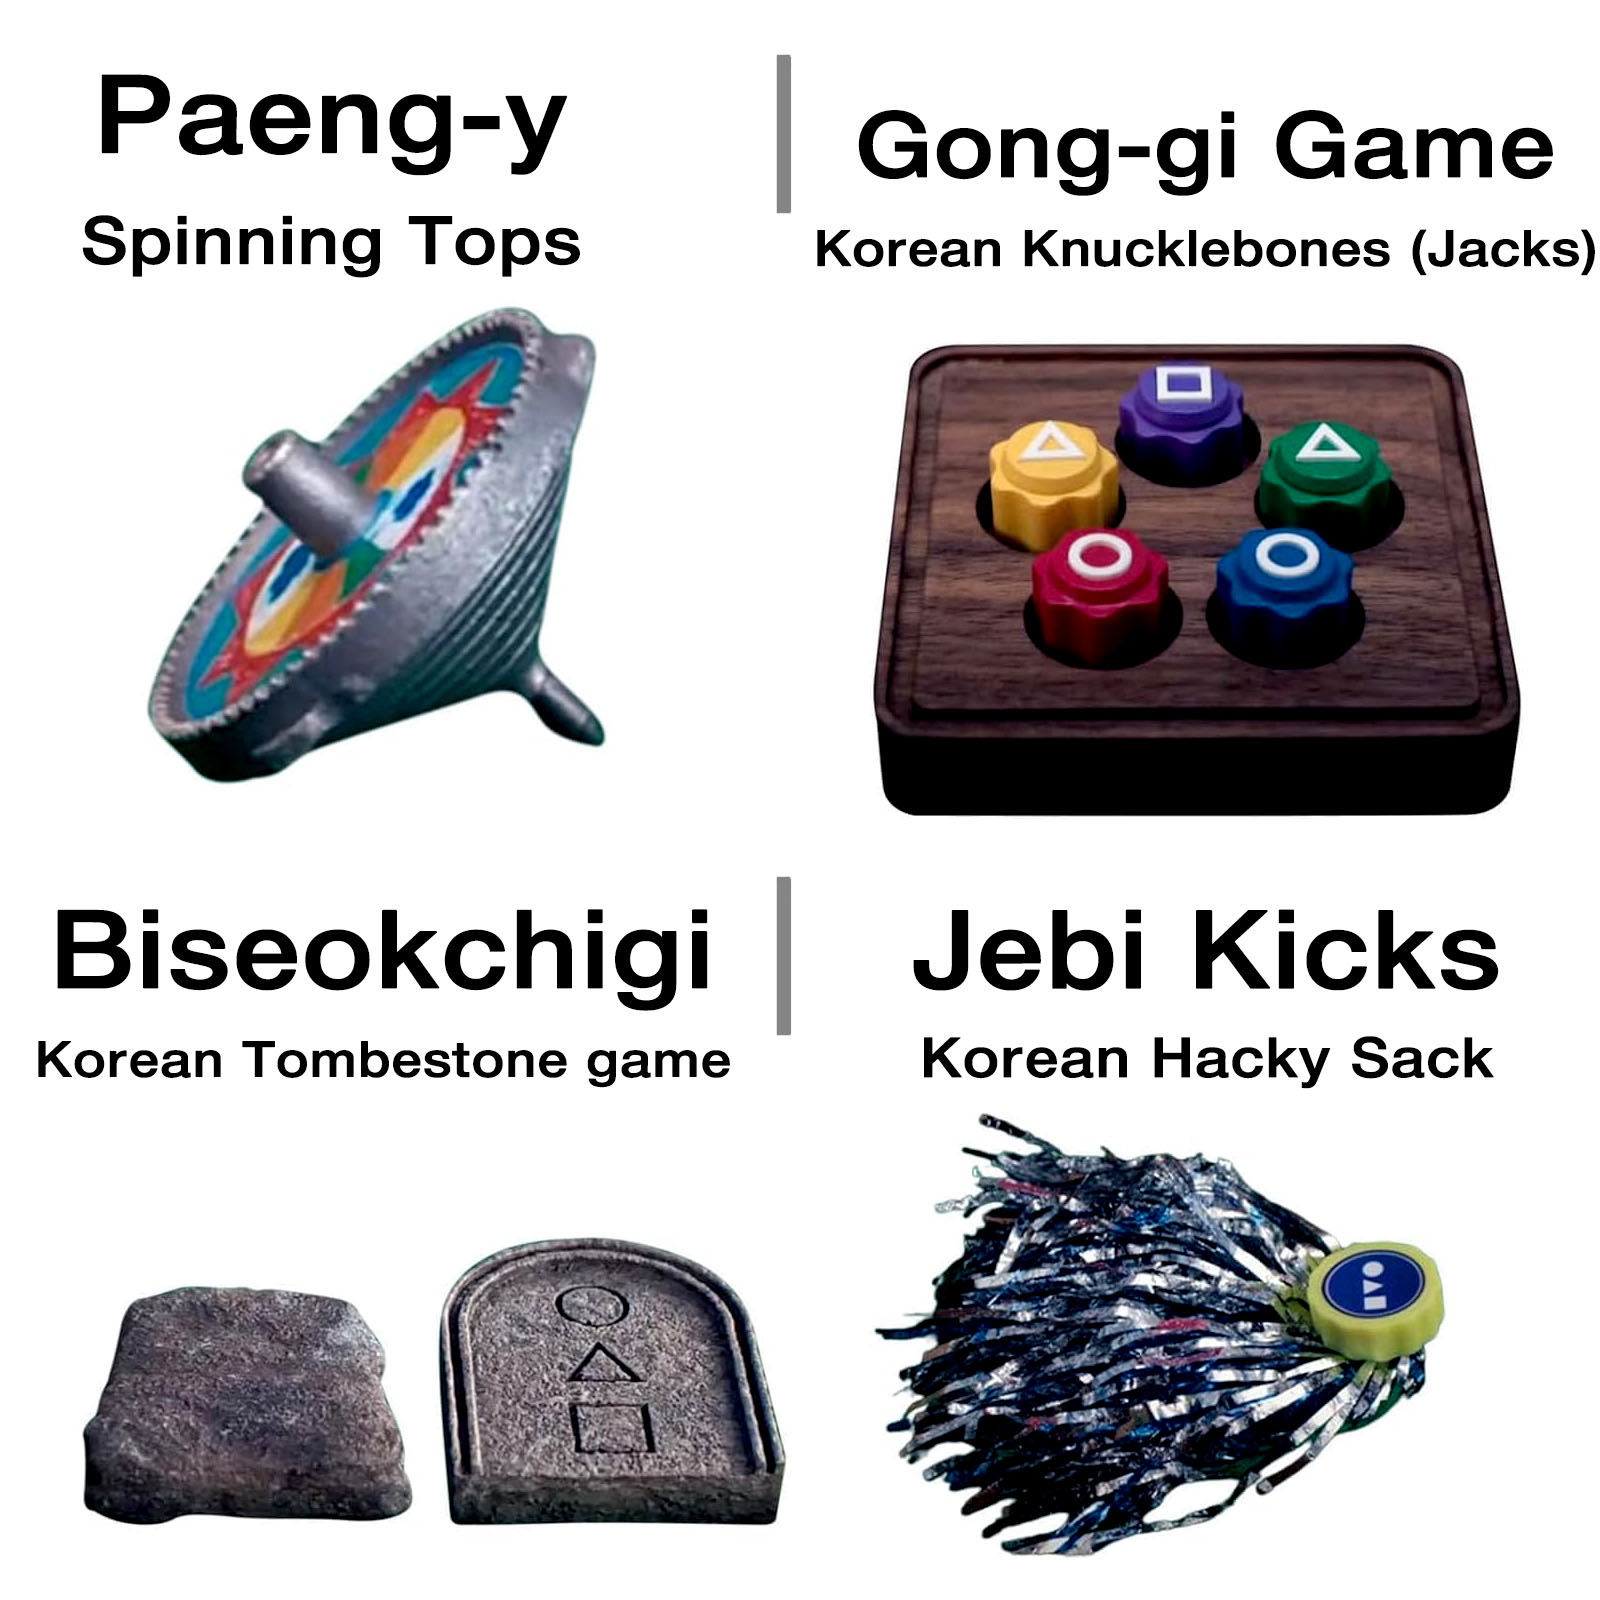 Paeng-y
Spinning Tops
Gong-gi Game
Korean Knucklebones (Jacks)
Biseokchigi
Korean Tombestone game
Jebi Kicks
Korean Hacky Sack